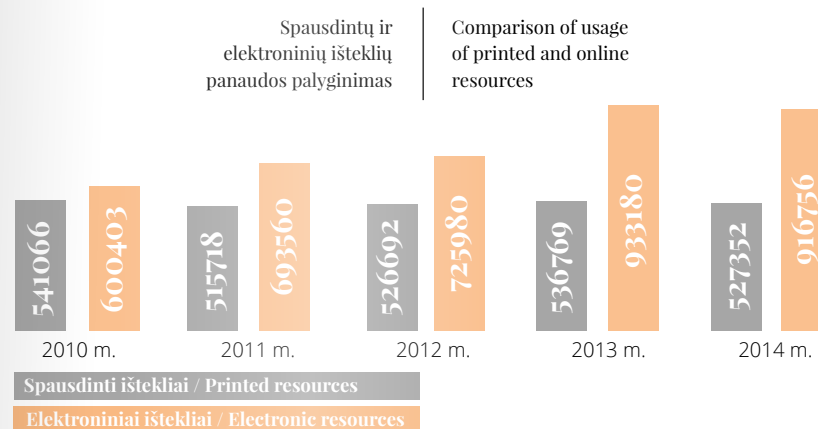 Spausdintų ir
elektroninių išteklių
panaudos palyginimas
Comparison of usage
of printed and online
resources
541066
600403
515718
693560
526692
725980
536769
933180
527352
916756
2010 m.
2011 m.
2012 m.
2013 m.
2014 m.
Spausdinti ištekliai / Printed resources
Elektroniniai ištekliai / Electronic resources